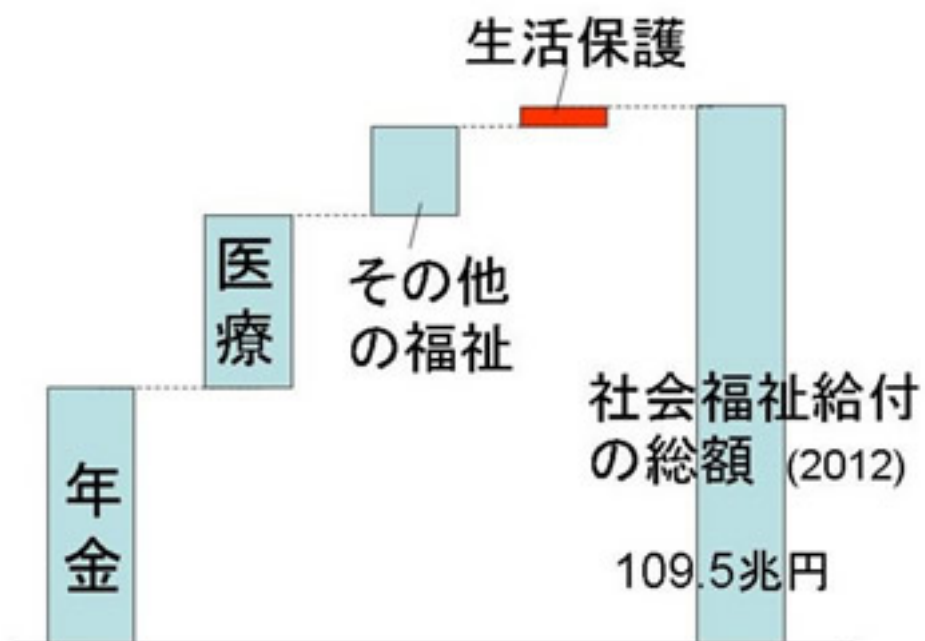 生活保護
医療
その他
の福祉
年金
社会福祉給付
の総額 (2012)
109.5兆円